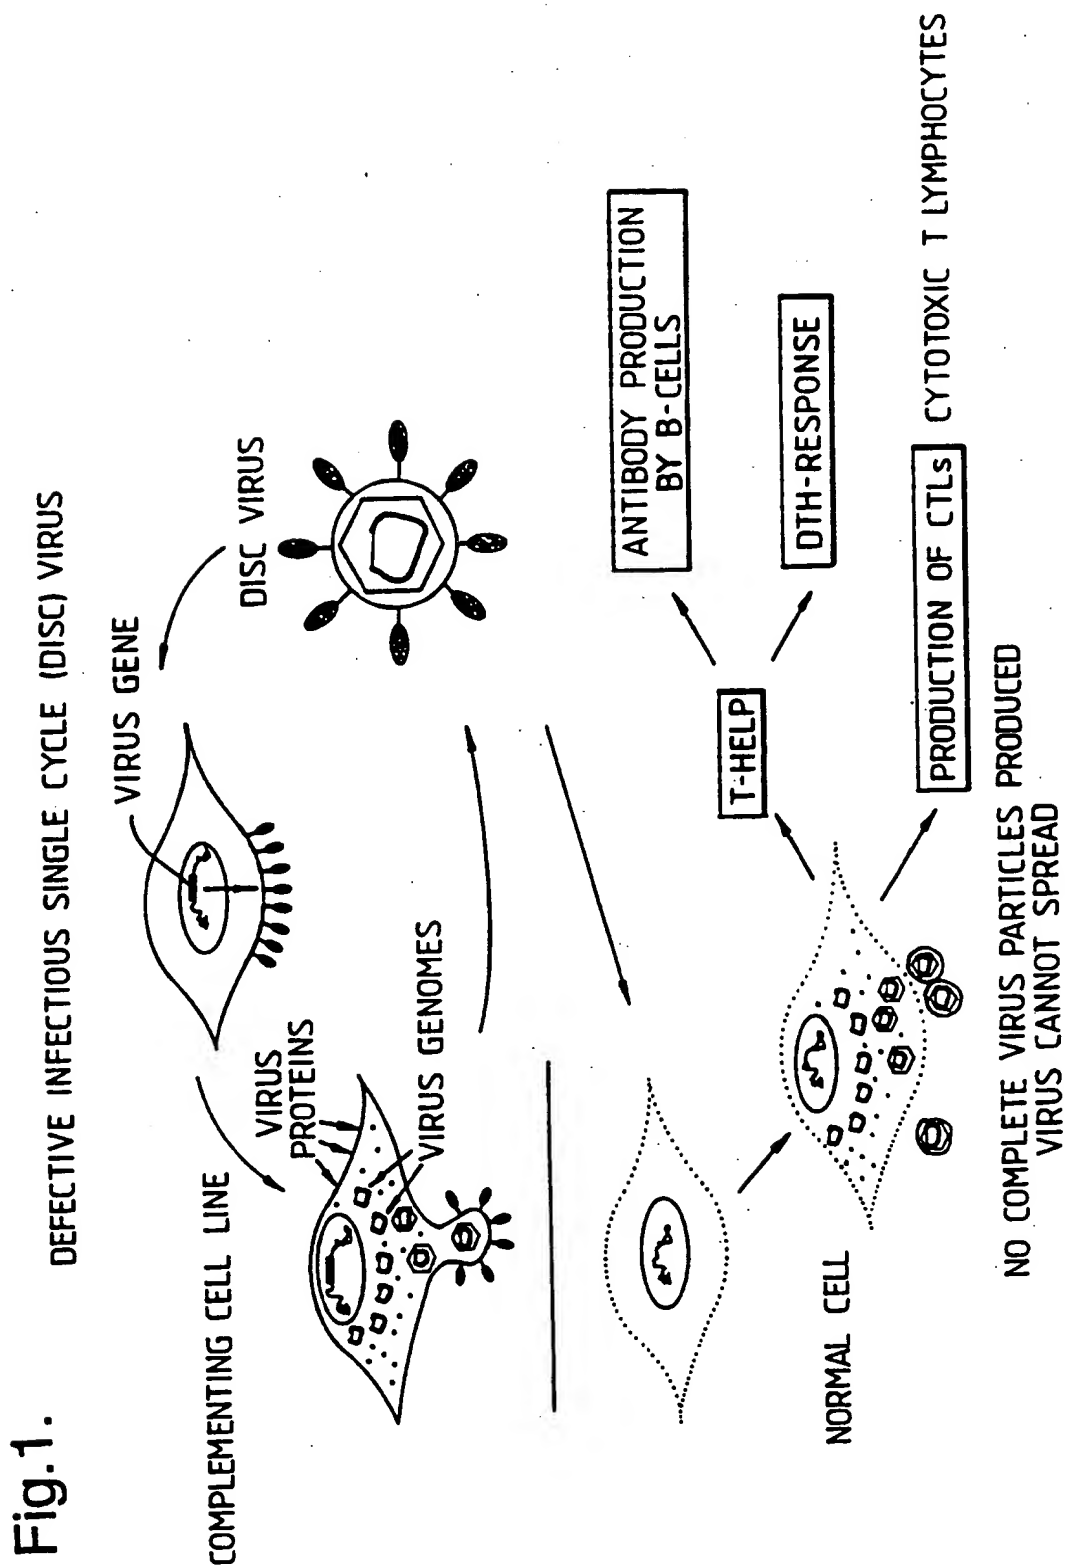 Fig.1.
DEFECTIVE INFECTIOUS SINGLE CYCLE (DISC) VIRUS
VIRUS GENE
COMPLEMENTING CELL LINE
VIRUS
PROTEINS
DISC VIRUS
VIRUS GENOMES
ANTIBODY PRODUCTION
BY B-CELLS
T-HELP
DTH-RESPONSE
NORMAL CELL
PRODUCTION OF CTLs
CYTOTOXIC T LYMPHOCYTES
NO COMPLETE VIRUS PARTICLES PRODUCED
VIRUS CANNOT SPREAD